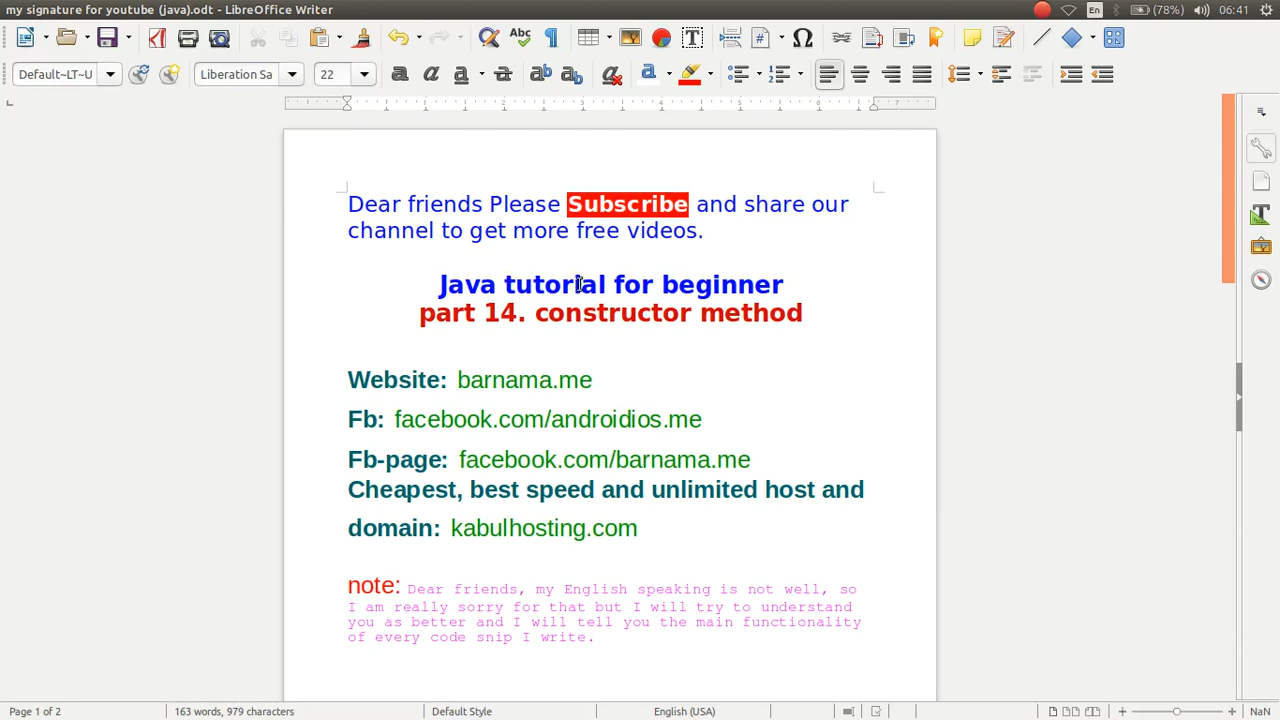 my signature for youtube (java).odt - LibreOffice Writer
En
(78%)
06:41
Default~LT~U
Liberation Sa
22
Dear friends Please Subscribe and share our
channel to get more free videos.
Java tutorial for beginner
part 14. constructor method
Website: barnama.me
Fb: facebook.com/androidios.me
Fb-page: facebook.com/barnama.me
Cheapest, best speed and unlimited host and
domain: kabulhosting.com
note: Dear friends, my English speaking is not well, so
I am really sorry for that but I will try to understand
you as better and I will tell you the main functionality
of every code snip I write.
Page 1 of 2
163 words, 979 characters
Default Style
English (USA)
NaN